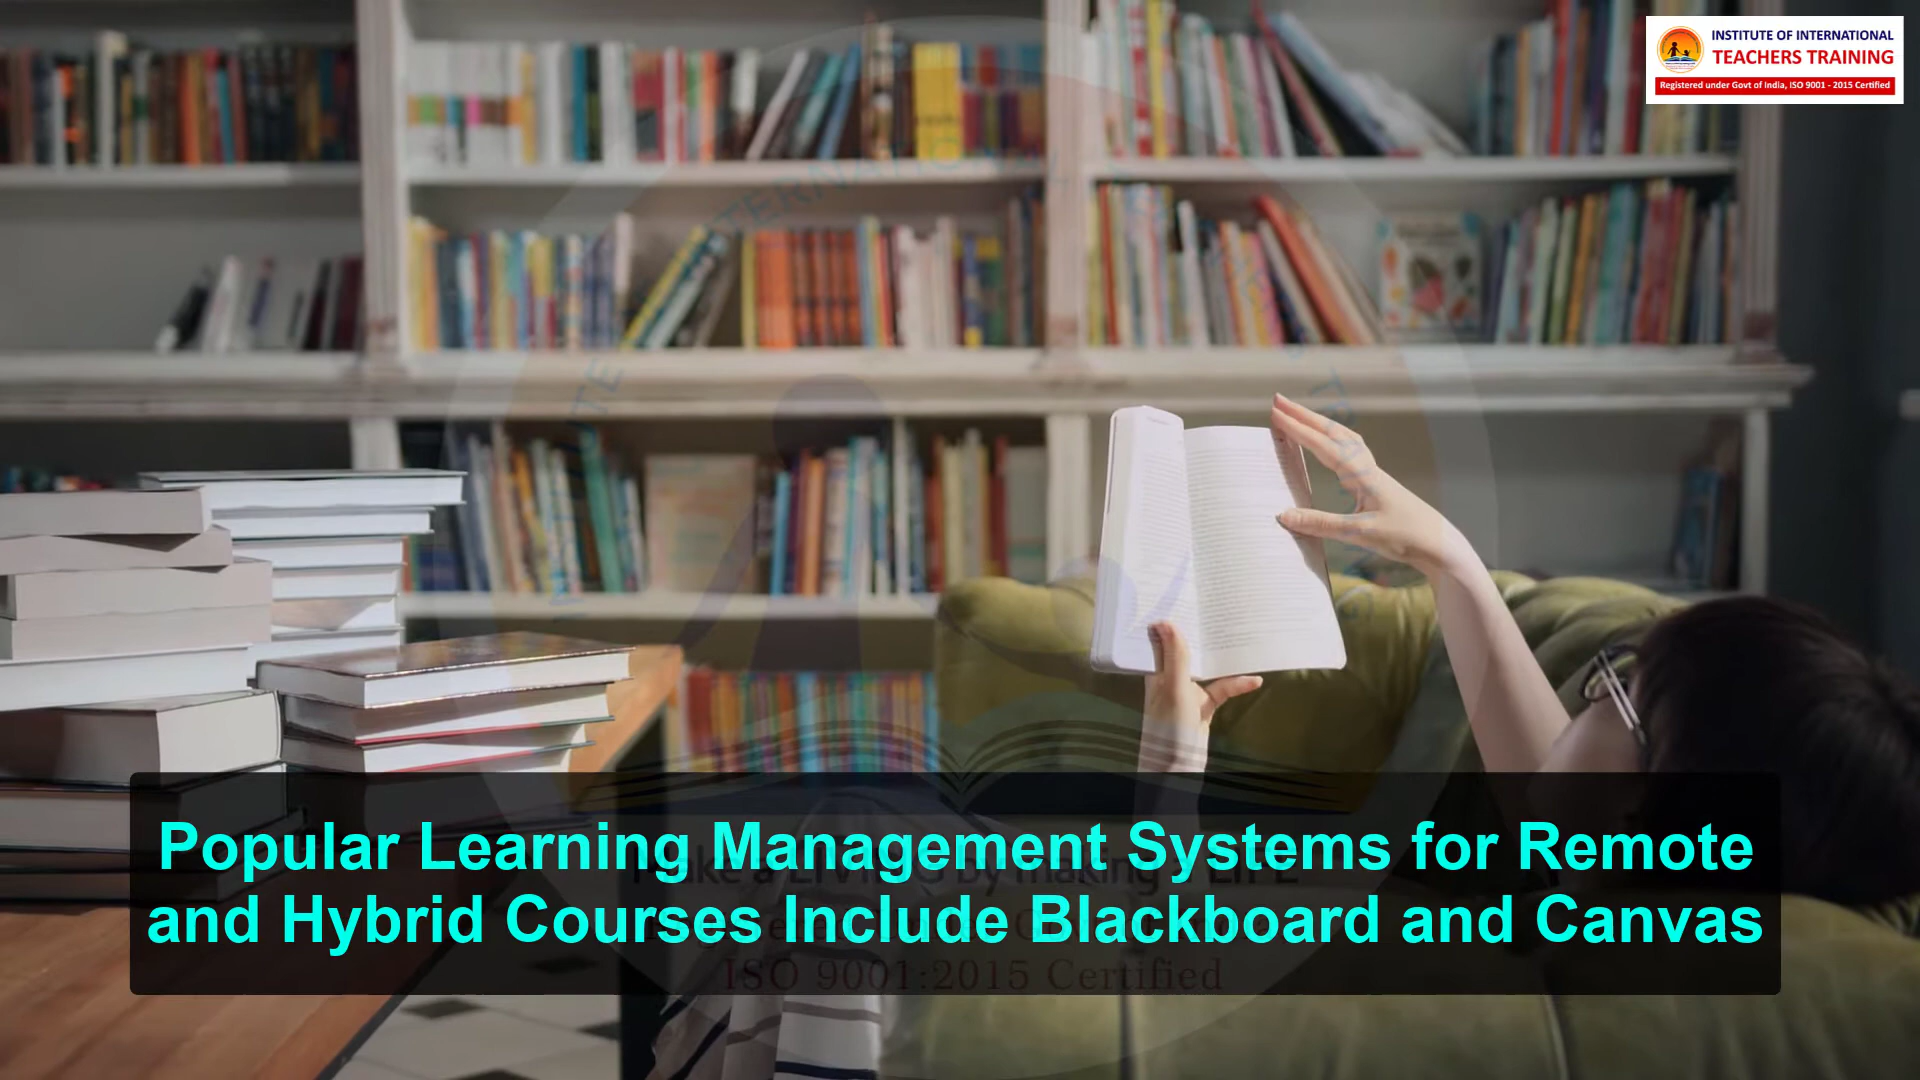 INSTITUTE OF INTERNATIONAL
TEACHERS TRAINING
Registered under Govt of India, ISO 9001 - 2015 Certified
Popular Learning Management Systems for Remote
and Hybrid Courses Include Blackboard and Canvas
ISO 9001:2015 Certified